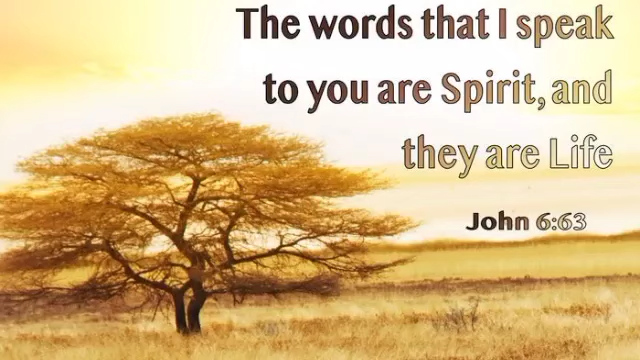 The words that I speak
to you are Spirit, and
they are Life
John 6:63